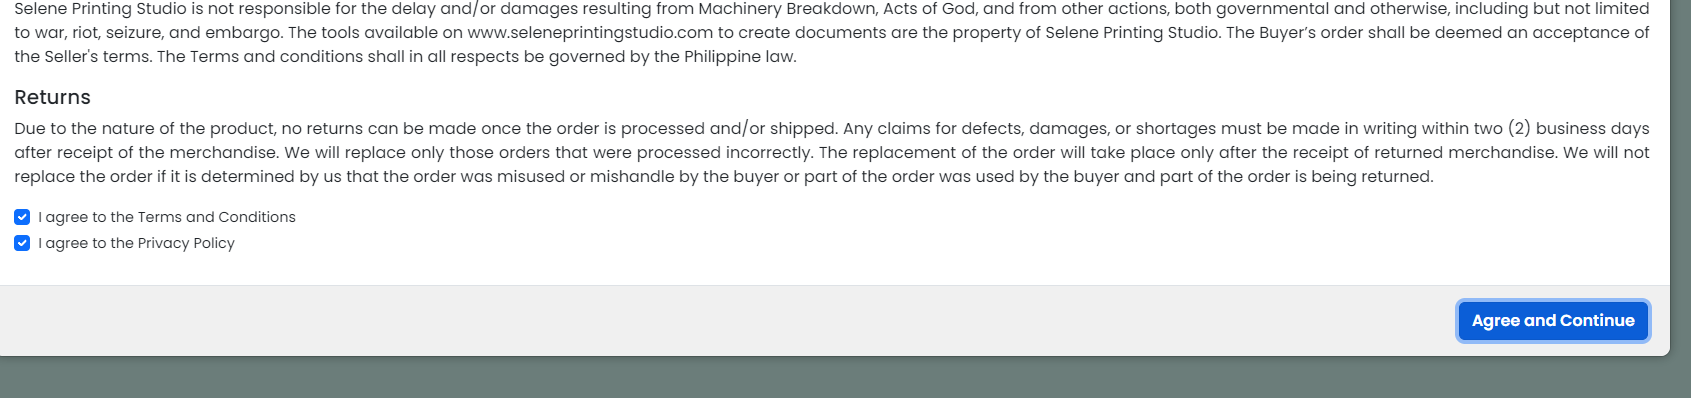 Selene Printing Studio is not responsible for the delay and/or damages resulting from Machinery Breakdown, Acts of God, and from other actions, both governmental and otherwise, including but not limited
to war, riot, seizure, and embargo. The tools available on www.seleneprintingstudio.com to create documents are the property of Selene Printing Studio. The Buyer’s order shall be deemed an acceptance of
the Seller's terms. The Terms and conditions shall in all respects be governed by the Philippine law.
Returns
Due to the nature of the product, no returns can be made once the order is processed and/or shipped. Any claims for defects, damages, or shortages must be made in writing within two (2) business days
after receipt of the merchandise. We will replace only those orders that were processed incorrectly. The replacement of the order will take place only after the receipt of returned merchandise. We will not
replace the order if it is determined by us that the order was misused or mishandle by the buyer or part of the order was used by the buyer and part of the order is being returned.
I agree to the Terms and Conditions
I agree to the Privacy Policy
Agree and Continue